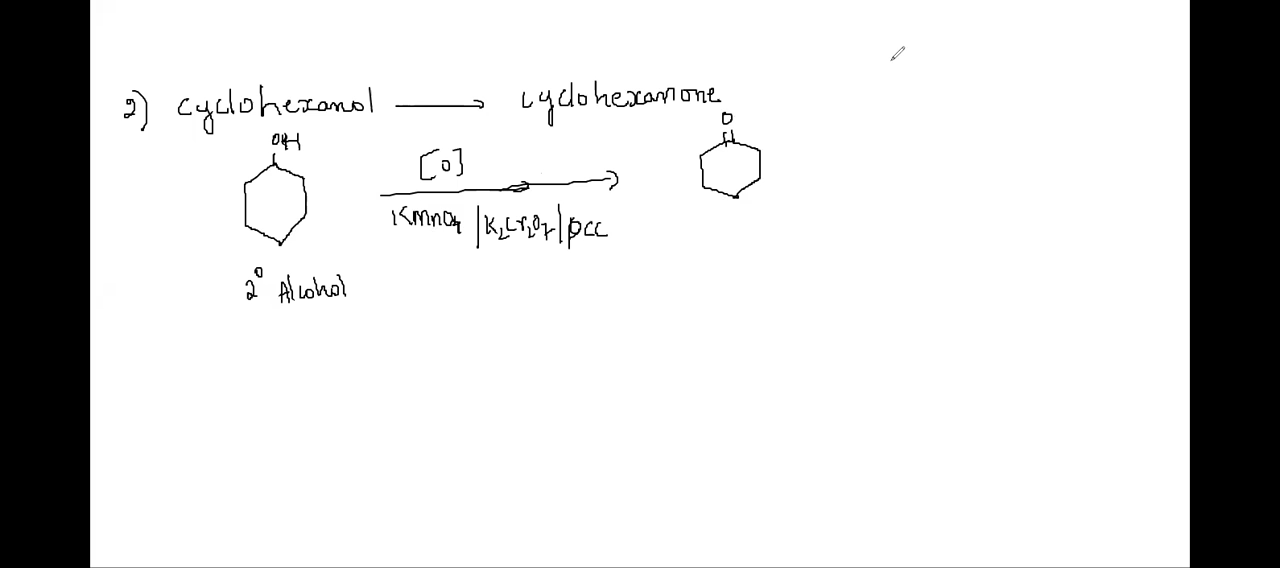 2) cyclohexanol ⟶ cyclohexanone
OH
O
[O]
KMnO4 | K2Cr2O7 | pcc
2° Alcohol